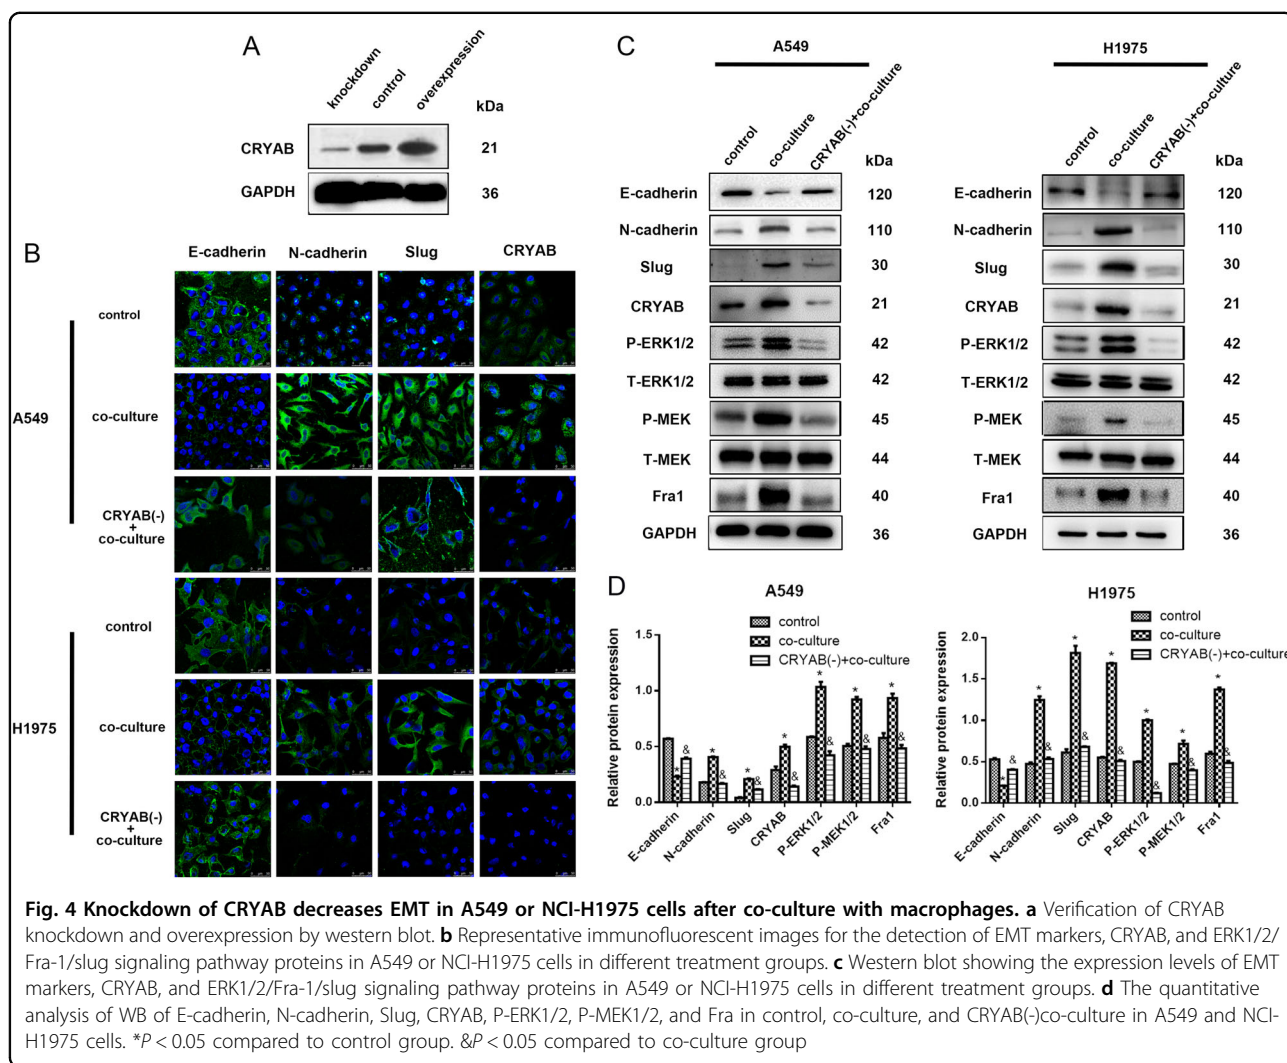 A
knockdown
control
overexpression
kDa
CRYAB
21
GAPDH
36
B
E-cadherin
N-cadherin
Slug
CRYAB
A549
control
co-culture
CRYAB(-)
+
co-culture
H1975
control
co-culture
CRYAB(-)
+
co-culture
C
A549
control
co-culture
CRYAB(-)+co-culture
kDa
E-cadherin
120
N-cadherin
110
Slug
30
CRYAB
21
P-ERK1/2
42
T-ERK1/2
42
P-MEK
45
T-MEK
44
Fra1
40
GAPDH
36
H1975
control
co-culture
CRYAB(-)+co-culture
kDa
E-cadherin
120
N-cadherin
110
Slug
30
CRYAB
21
P-ERK1/2
42
T-ERK1/2
42
P-MEK
45
T-MEK
44
Fra1
40
GAPDH
36
D
A549
control
co-culture
CRYAB(-)+co-culture
Relative protein expression
1.5
1.0
0.5
0.0
* & * & * & * & * & * & * &
E-cadherin
N-cadherin
Slug
CRYAB
P-ERK1/2
P-MEK1/2
Fra1
H1975
control
co-culture
CRYAB(-)+co-culture
Relative protein expression
2.0
1.5
1.0
0.5
0.0
* & * & * & * & * & * & * &
E-cadherin
N-cadherin
Slug
CRYAB
P-ERK1/2
P-MEK1/2
Fra1
Fig. 4 Knockdown of CRYAB decreases EMT in A549 or NCI-H1975 cells after co-culture with macrophages. a Verification of CRYAB
knockdown and overexpression by western blot. b Representative immunofluorescent images for the detection of EMT markers, CRYAB, and ERK1/2/
Fra-1/slug signaling pathway proteins in A549 or NCI-H1975 cells in different treatment groups. c Western blot showing the expression levels of EMT
markers, CRYAB, and ERK1/2/Fra-1/slug signaling pathway proteins in A549 or NCI-H1975 cells in different treatment groups. d The quantitative
analysis of WB of E-cadherin, N-cadherin, Slug, CRYAB, P-ERK1/2, P-MEK1/2, and Fra in control, co-culture, and CRYAB(-)co-culture in A549 and NCI-
H1975 cells. *P < 0.05 compared to control group. &P < 0.05 compared to co-culture group